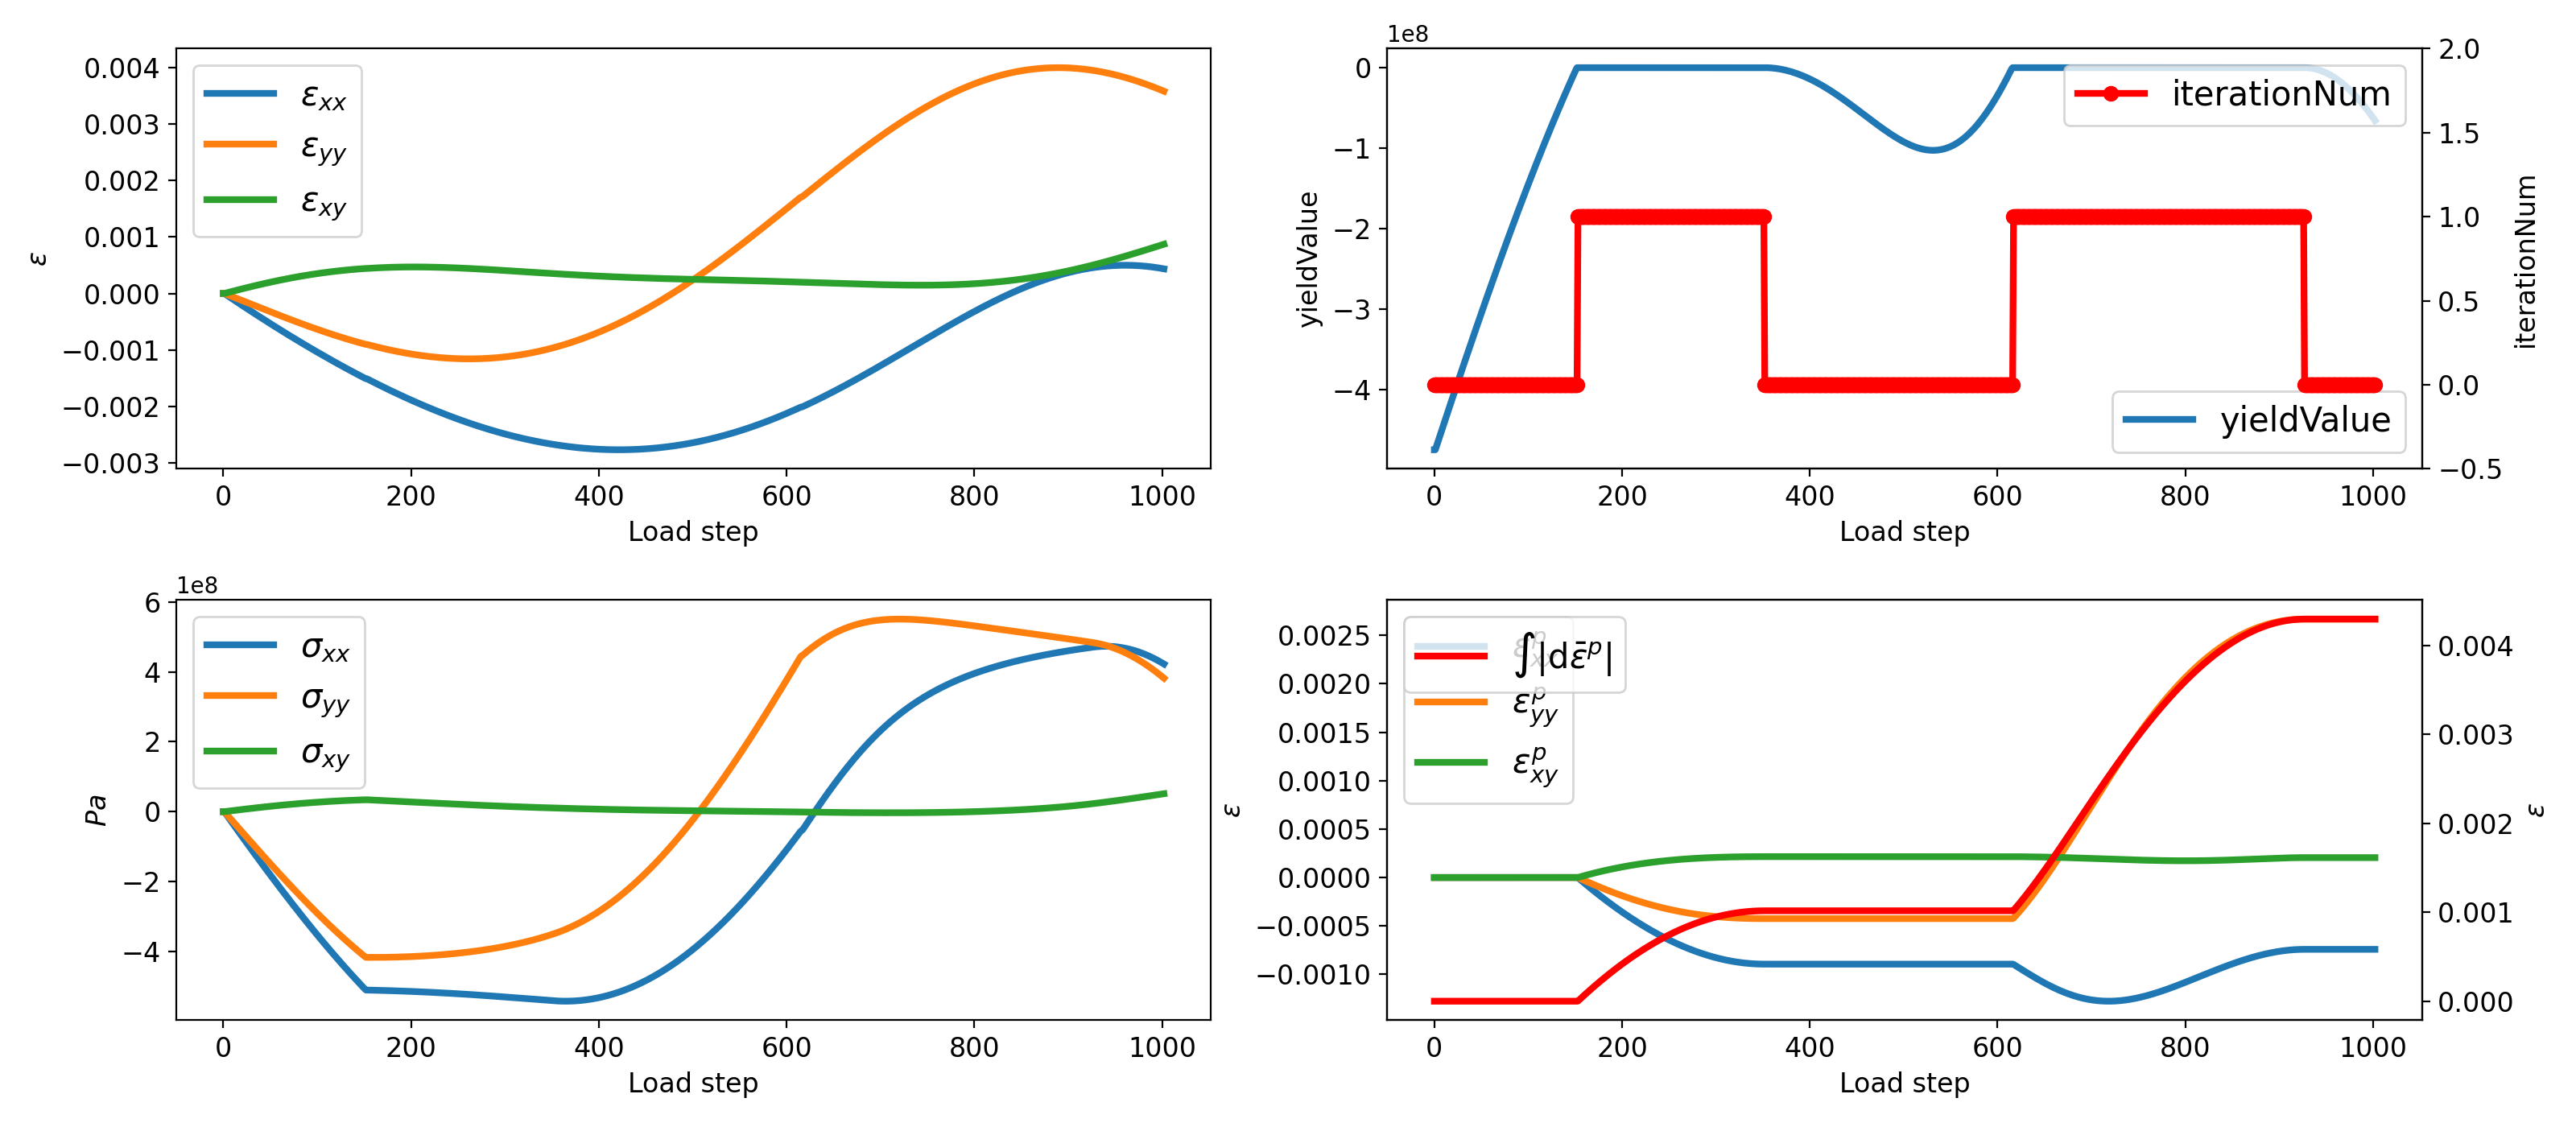 0.004
0.003
0.002
0.001
0.000
−0.001
−0.002
−0.003
ε
εxx
εyy
εxy
0 200 400 600 800 1000
Load step
1e8
0
−1
−2
−3
−4
yieldValue
2.0
1.5
1.0
0.5
0.0
−0.5
iterationNum
iterationNum
yieldValue
0 200 400 600 800 1000
Load step
1e8
6
4
2
0
−2
−4
Pa
σxx
σyy
σxy
0 200 400 600 800 1000
Load step
0.0025
0.0020
0.0015
0.0010
0.0005
0.0000
−0.0005
−0.0010
ε
εᵖxx
∫|dε̄ᵖ|
εᵖyy
εᵖxy
0.004
0.003
0.002
0.001
0.000
ε
0 200 400 600 800 1000
Load step